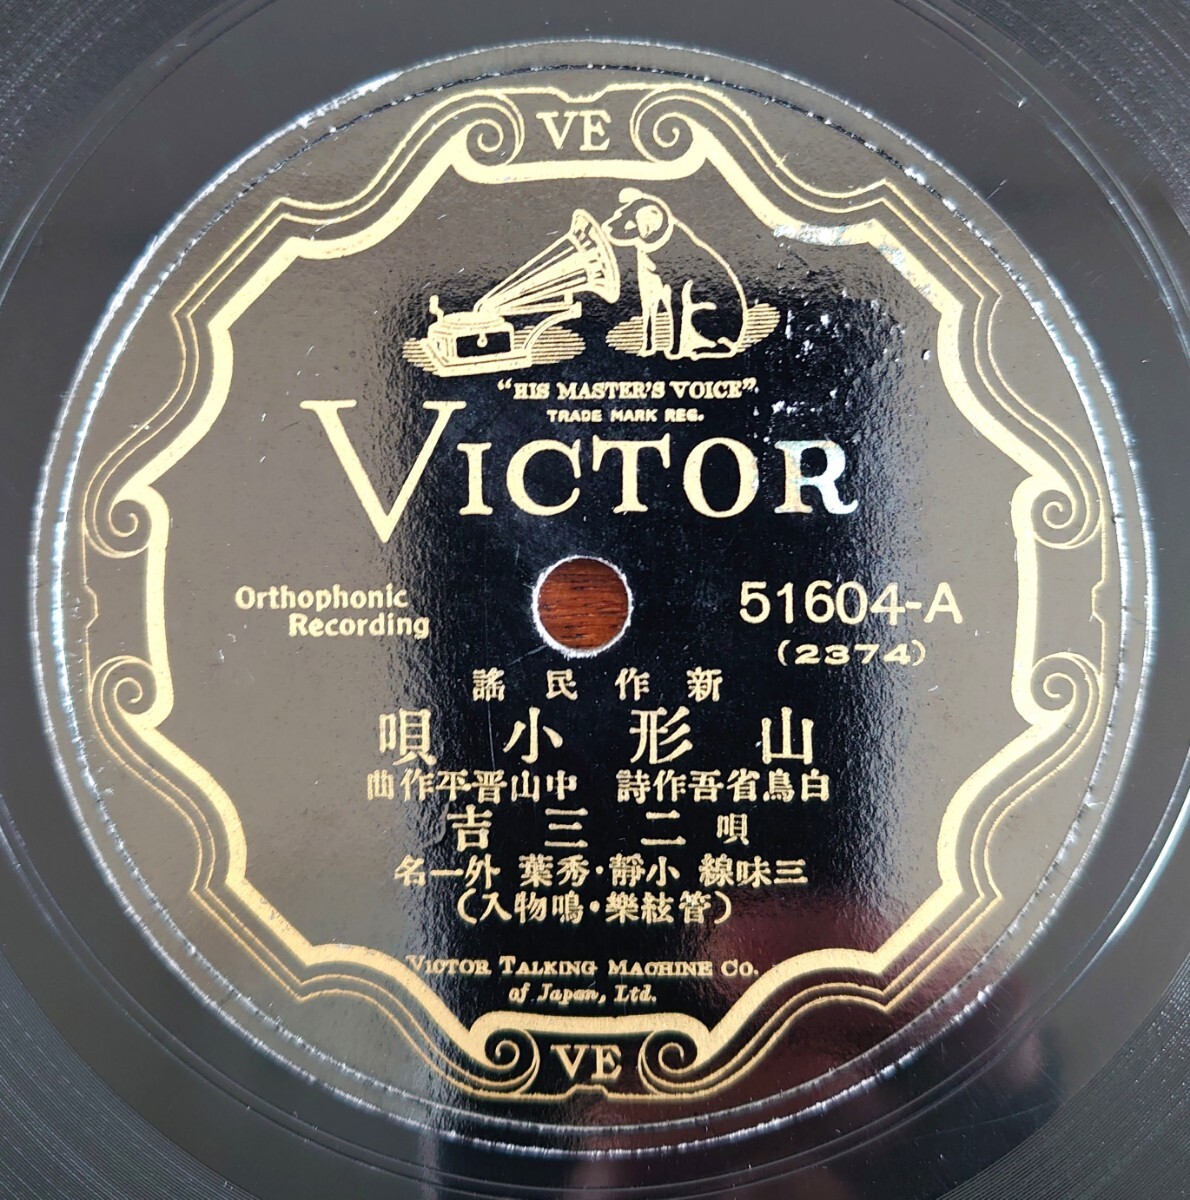 VE
"HIS MASTER'S VOICE"
TRADE MARK REG.
VICTOR
Orthophonic
Recording
51604-A
(2374)
新作民謠
山形小唄
白鳥省吾作詩 中山晋平作曲
唄 二三吉
三味線 小靜・秀葉 外一名
(管絃樂・鳴物入)
VICTOR TALKING MACHINE CO.
of Japan, Ltd.
VE